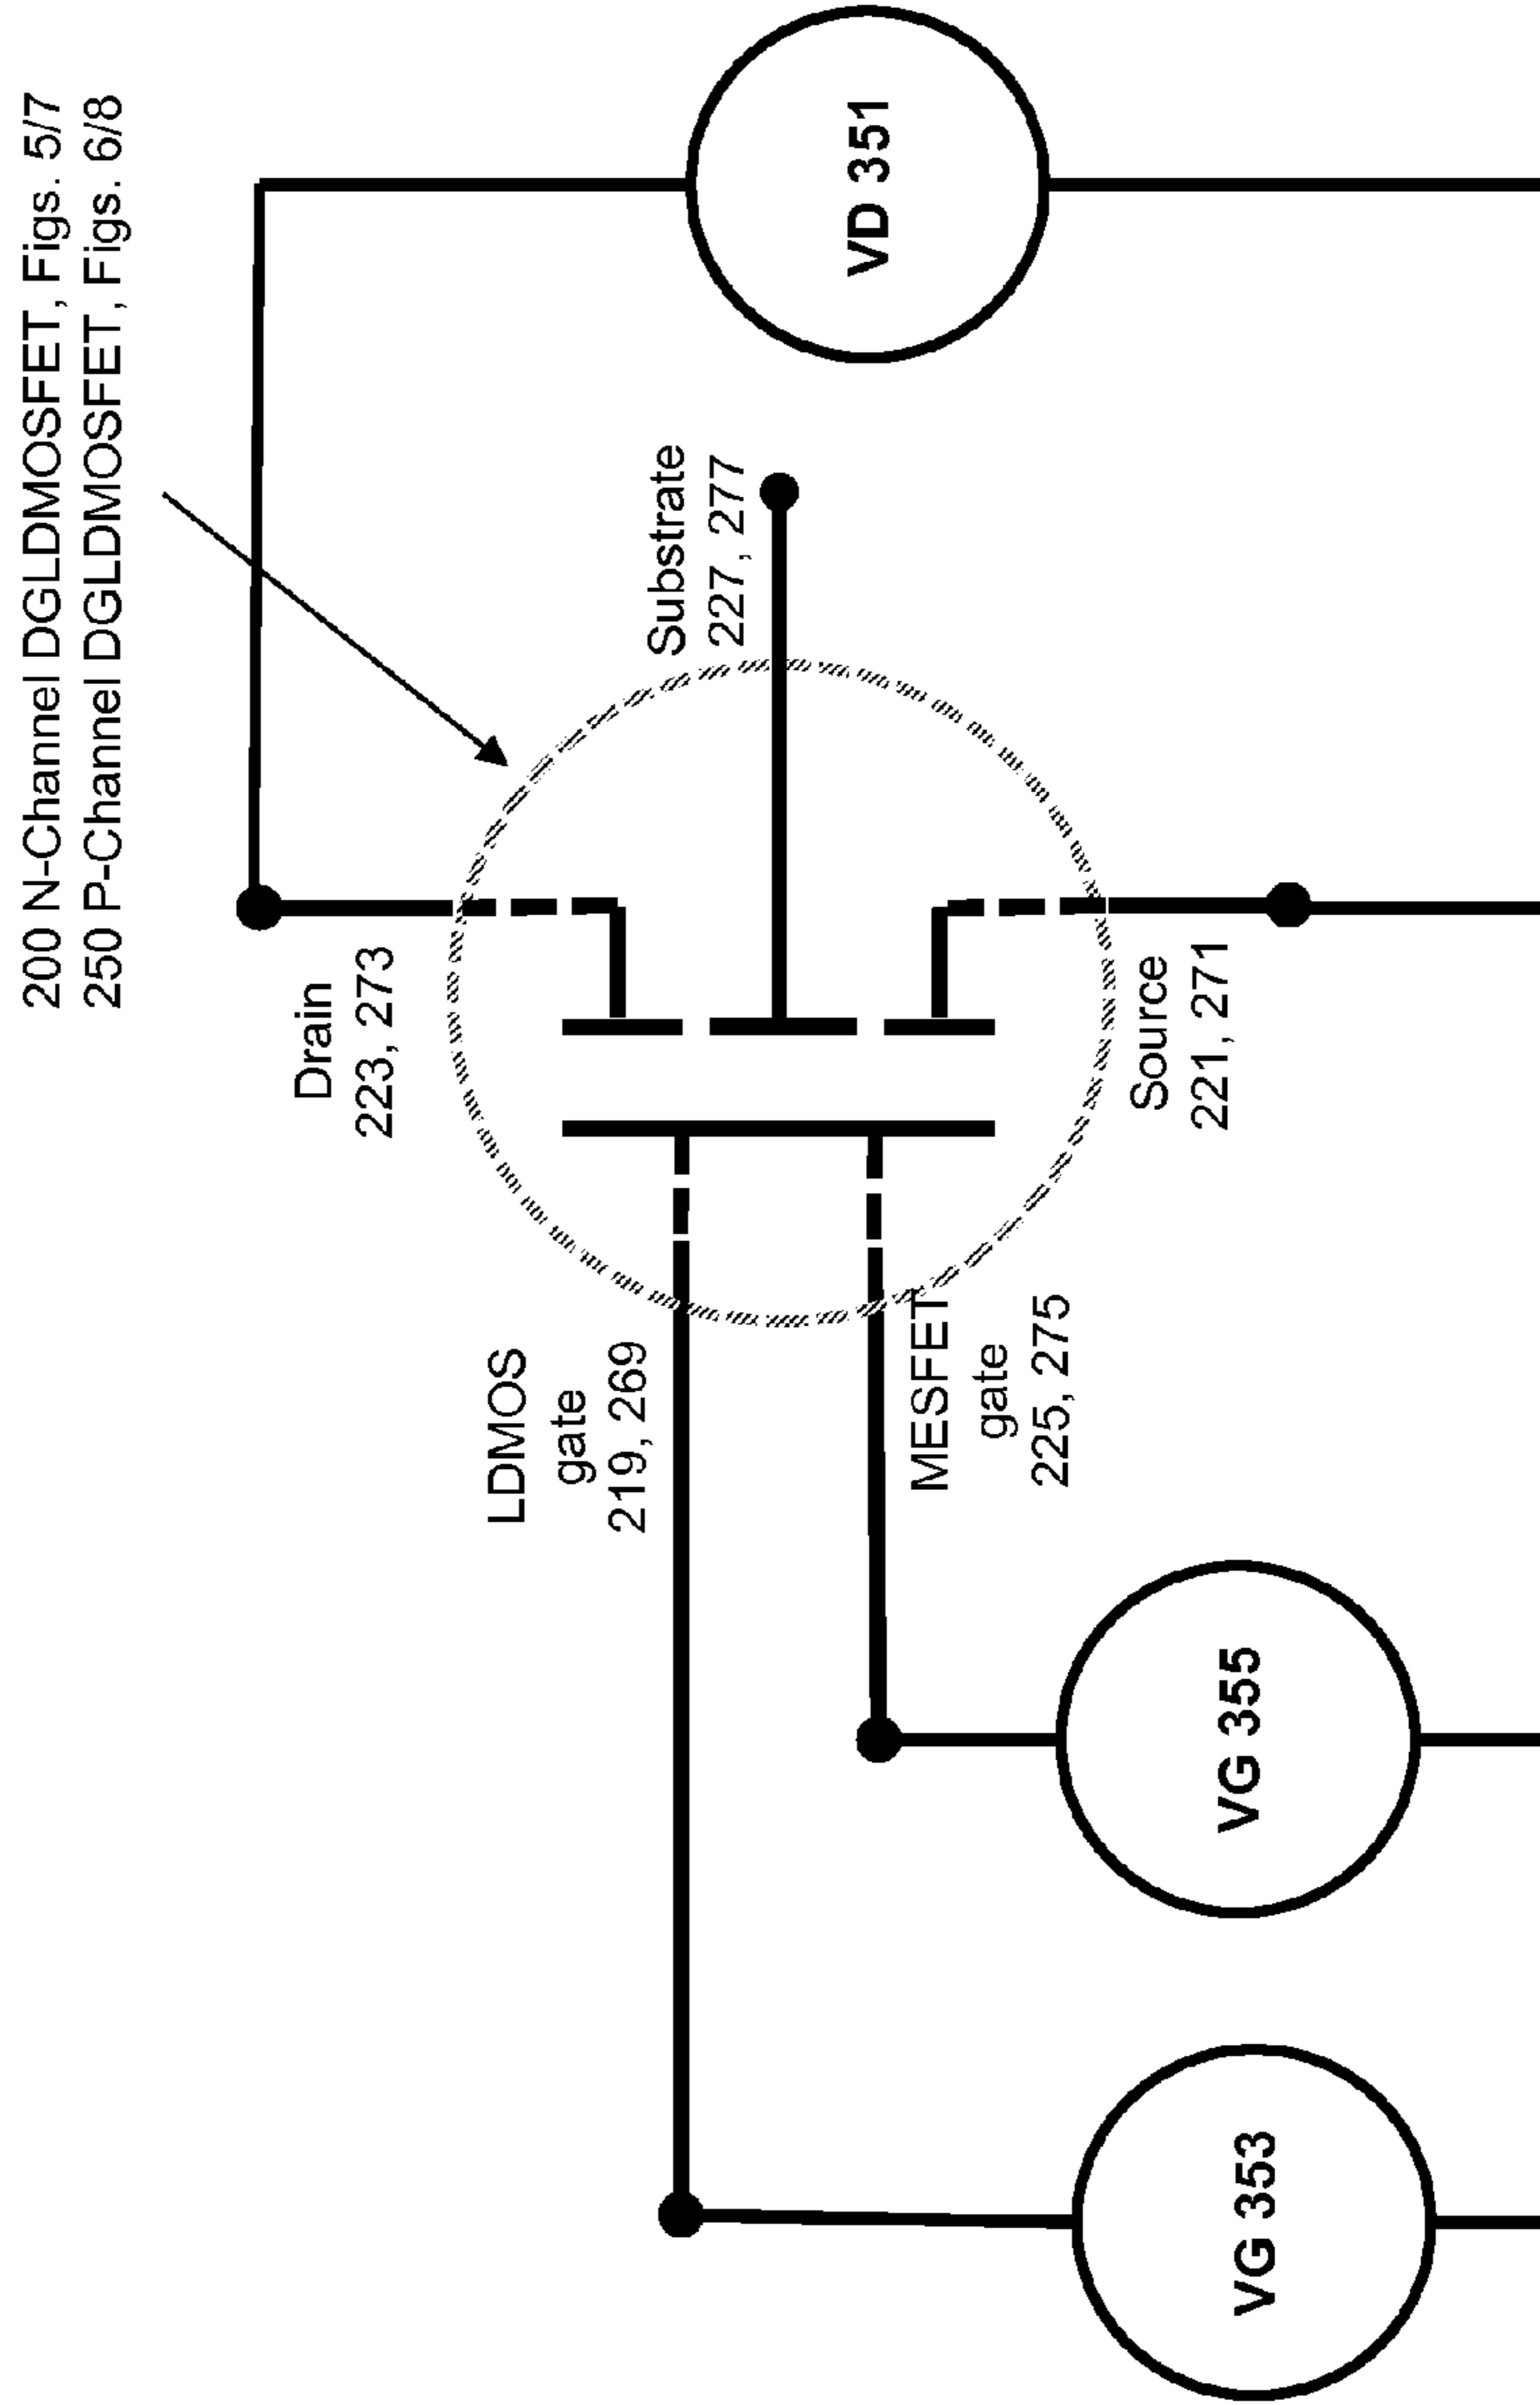 200 N-Channel DGLDMOSFET, Figs. 5/7
250 P-Channel DGLDMOSFET, Figs. 6/8
Drain
223, 273
LDMOS
gate
219, 269
Substrate
227, 277
VD 351
MESFET
gate
225, 275
Source
221, 271
VG 355
VG 353